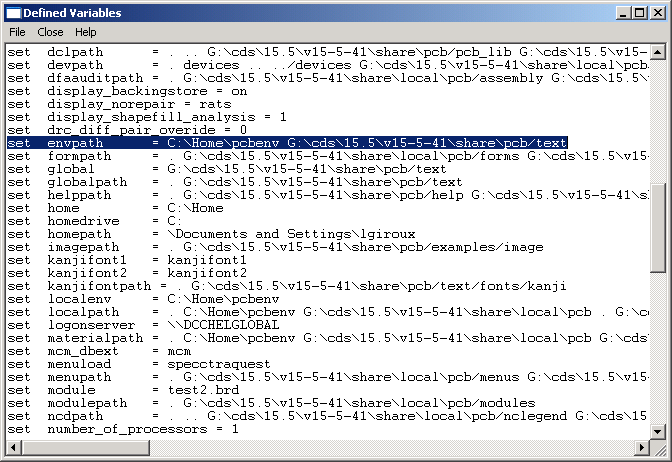 Defined Variables
File Close Help
set dclpath = . .. G:\cds\15.5\v15-5-41\share\pcb/pcb_lib G:\cds\15.5\v15-5-
set devpath = . devices .. ../devices G:\cds\15.5\v15-5-41\share\local\pcb
set dfaauditpath = . G:\cds\15.5\v15-5-41\share\local\pcb/assembly G:\cds\15.5\v
set display_backingstore = on
set display_norepair = rats
set display_shapefill_analysis = 1
set drc_diff_pair_overide = 0
set envpath = C:\Home\pcbenv G:\cds\15.5\v15-5-41\share\pcb/text
set formpath = . G:\cds\15.5\v15-5-41\share\local\pcb/forms G:\cds\15.5\v15-
set global = G:\cds\15.5\v15-5-41\share\pcb/text
set globalpath = . G:\cds\15.5\v15-5-41\share\pcb/text
set helppath = . G:\cds\15.5\v15-5-41\share\pcb/help G:\cds\15.5\v15-5-41\sh
set home = C:\Home
set homedrive = C:
set homepath = \Documents and Settings\lgiroux
set imagepath = . G:\cds\15.5\v15-5-41\share\pcb/examples/image
set kanjifont1 = kanjifont1
set kanjifont2 = kanjifont2
set kanjifontpath = . G:\cds\15.5\v15-5-41\share\pcb/text/fonts/kanji
set localenv = C:\Home\pcbenv
set localpath = . C:\Home\pcbenv G:\cds\15.5\v15-5-41\share\local\pcb . G:\c
set logonserver = \\DCCHELGLOBAL
set materialpath = . C:\Home\pcbenv G:\cds\15.5\v15-5-41\share\local\pcb G:\cds
set mcm_dbext = mcm
set menuload = specctraquest
set menupath = . G:\cds\15.5\v15-5-41\share\local\pcb/menus G:\cds\15.5\v15-
set module = test2.brd
set modulepath = . G:\cds\15.5\v15-5-41\share\local\pcb/modules
set ncdpath = . .. G:\cds\15.5\v15-5-41\share\local\pcb/nclegend G:\cds\15.
set number_of_processors = 1